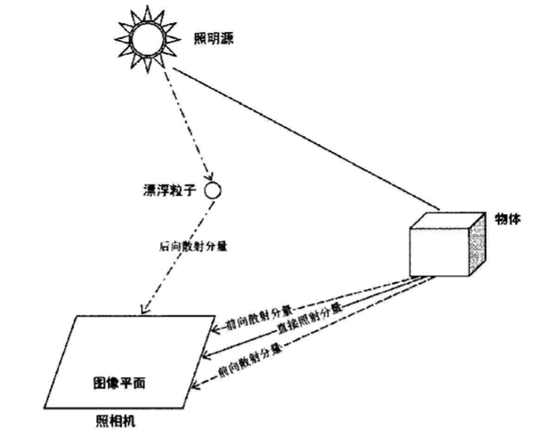 照明源
漂浮粒子
物体
后向散射分量
前向散射分量
直接照射分量
前向散射分量
图像平面
照相机